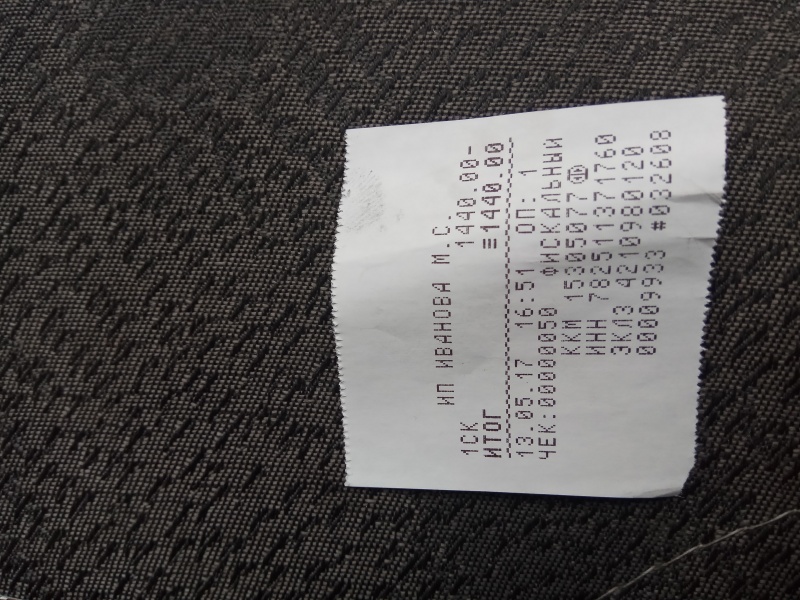 ИП ИВАНОВА М.С.
1СК 1440.00-
ИТОГ ≡1440.00
13.05.17 16:51 ОП: 1
ЧЕК:00000050 ФИСКАЛЬНЫЙ
ККМ 15305077
ИНН 782511371760
ЭКЛЗ 4210980120
00009933 #032608